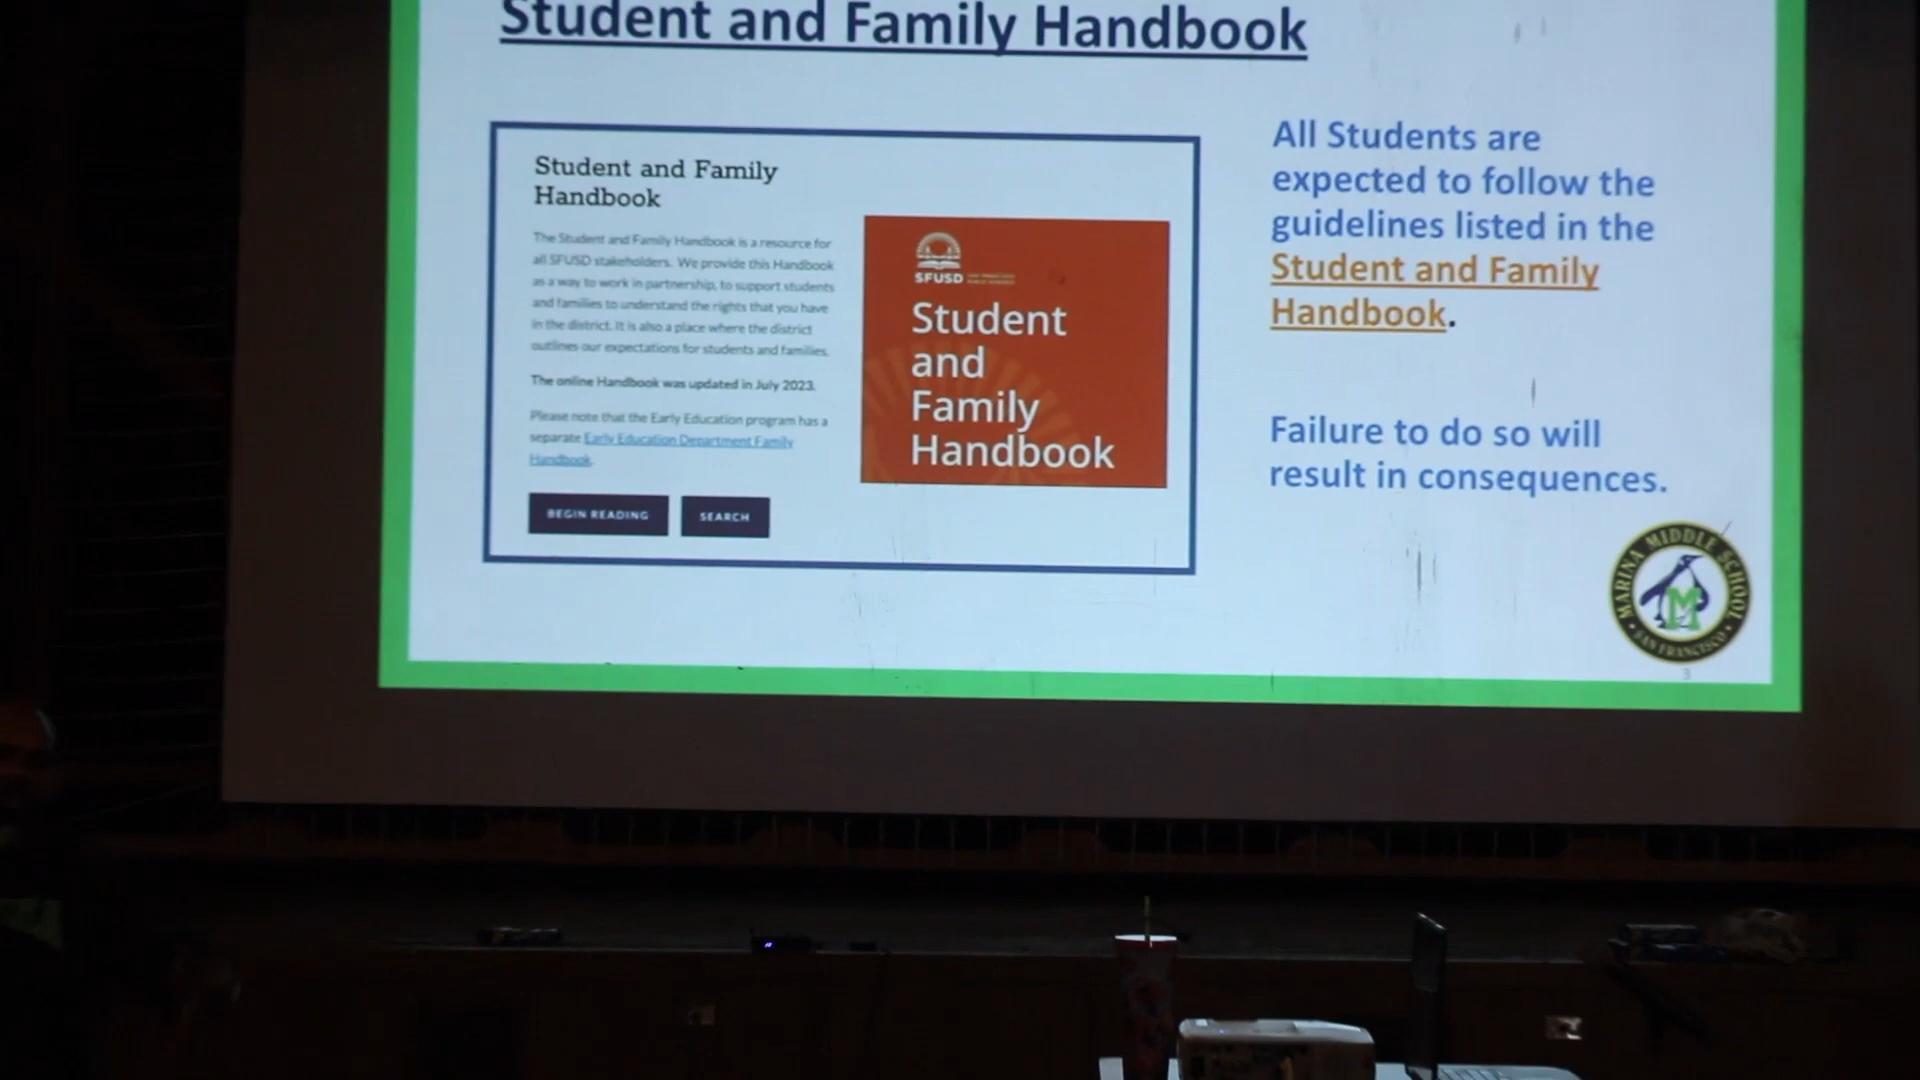 Student and Family Handbook
Student and Family
Handbook
The Student and Family Handbook is a resource for
all SFUSD stakeholders. We provide this Handbook
as a way to work in partnership, to support students
and families to understand the rights that you have
in the district. It is also a place where the district
outlines our expectations for students and families.
The online Handbook was updated in July 2023.
Please note that the Early Education program has a
separate Early Education Department Family
Handbook.
BEGIN READING
SEARCH
SFUSD
Student
and
Family
Handbook
All Students are
expected to follow the
guidelines listed in the
Student and Family
Handbook.
Failure to do so will
result in consequences.
MARINA MIDDLE SCHOOL
M
• SAN FRANCISCO •
3